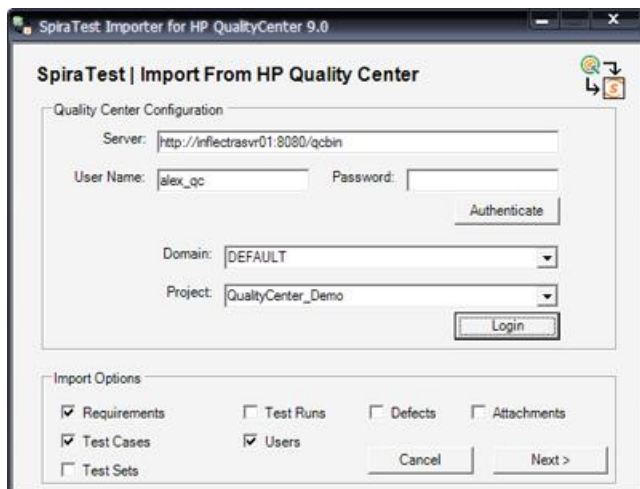 SpiraTest Importer for HP QualityCenter 9.0
SpiraTest | Import From HP Quality Center
Quality Center Configuration
Server: http://inflectrasvr01:8080/qcbin
User Name: alex_qc Password:
Authenticate
Domain: DEFAULT
Project: QualityCenter_Demo
Login
Import Options
Requirements Test Runs Defects Attachments
Test Cases Users
Test Sets Cancel Next >